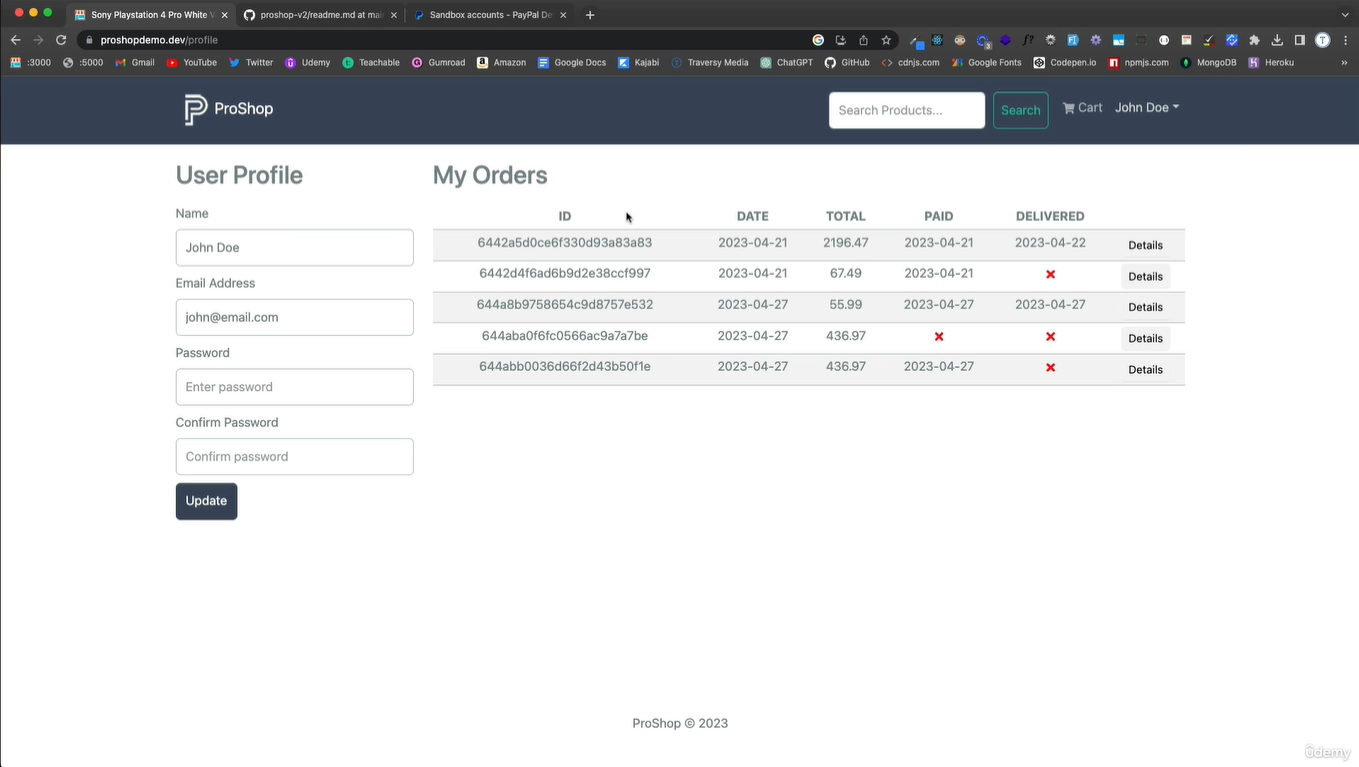 Sony Playstation 4 Pro White V
proshop-v2/readme.md at mai
Sandbox accounts - PayPal De
proshopdemo.dev/profile
:3000 :5000 Gmail YouTube Twitter Udemy Teachable Gumroad Amazon Google Docs Kajabi Traversy Media ChatGPT GitHub cdnjs.com Google Fonts Codepen.io npmjs.com MongoDB Heroku
ProShop
Search Products...
Search
Cart
John Doe
User Profile
Name
John Doe
Email Address
john@email.com
Password
Enter password
Confirm Password
Confirm password
Update
My Orders
ID DATE TOTAL PAID DELIVERED
6442a5d0ce6f330d93a83a83 2023-04-21 2196.47 2023-04-21 2023-04-22 Details
6442d4f6ad6b9d2e38ccf997 2023-04-21 67.49 2023-04-21 Details
644a8b9758654c9d8757e532 2023-04-27 55.99 2023-04-27 2023-04-27 Details
644aba0f6fc0566ac9a7a7be 2023-04-27 436.97 Details
644abb0036d66f2d43b50f1e 2023-04-27 436.97 2023-04-27 Details
ProShop © 2023
Udemy